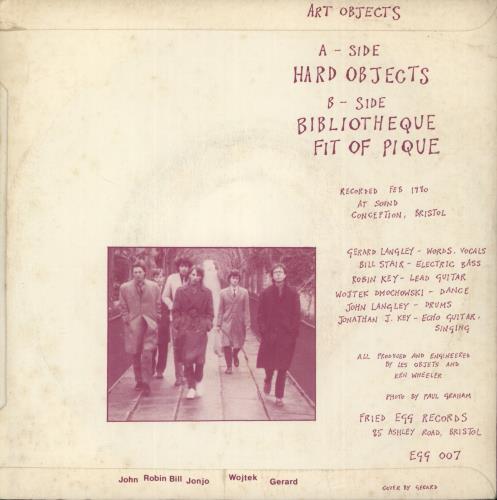 ART OBJECTS
A - SIDE
HARD OBJECTS
B - SIDE
BIBLIOTHEQUE
FIT OF PIQUE
RECORDED FEB 1980
AT SOUND
CONCEPTION, BRISTOL
GERARD LANGLEY - WORDS, VOCALS
BILL STAIR - ELECTRIC BASS
ROBIN KEY - LEAD GUITAR
WOJTEK DMOCHOWSKI - DANCE
JOHN LANGLEY - DRUMS
JONATHAN J. KEY - ECHO GUITAR,
SINGING
ALL PRODUCED AND ENGINEERED
BY LES OBJETS AND
KEN WHEELER
PHOTO BY PAUL GRAHAM
FRIED EGG RECORDS
85 ASHLEY ROAD, BRISTOL
EGG 007
John Robin Bill Jonjo Wojtek Gerard
COVER BY GERARD